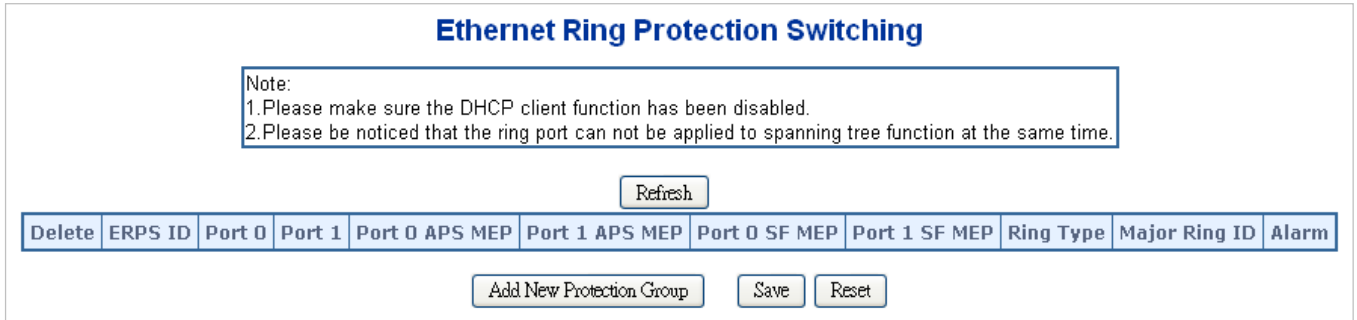 Ethernet Ring Protection Switching
Note:
1.Please make sure the DHCP client function has been disabled.
2.Please be noticed that the ring port can not be applied to spanning tree function at the same time.
Refresh
Delete ERPS ID Port 0 Port 1 Port 0 APS MEP Port 1 APS MEP Port 0 SF MEP Port 1 SF MEP Ring Type Major Ring ID Alarm
Add New Protection Group Save Reset